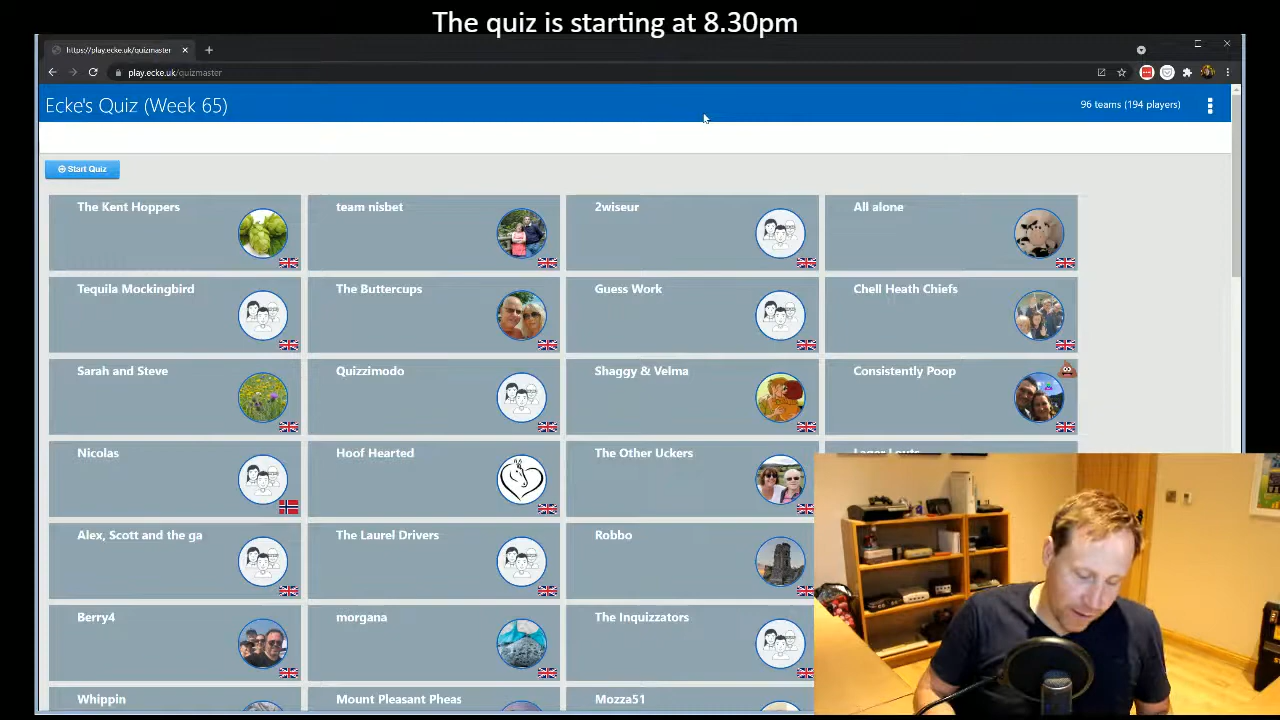 The quiz is starting at 8.30pm
https://play.ecke.uk/quizmaster
play.ecke.uk/quizmaster
Ecke's Quiz (Week 65)
96 teams (194 players)
Start Quiz
The Kent Hoppers
team nisbet
2wiseur
All alone
Tequila Mockingbird
The Buttercups
Guess Work
Chell Heath Chiefs
Sarah and Steve
Quizzimodo
Shaggy & Velma
Consistently Poop
Nicolas
Hoof Hearted
The Other Uckers
Lager Louts
Alex, Scott and the ga
The Laurel Drivers
Robbo
Berry4
morgana
The Inquizzators
Whippin
Mount Pleasant Pheas
Mozza51